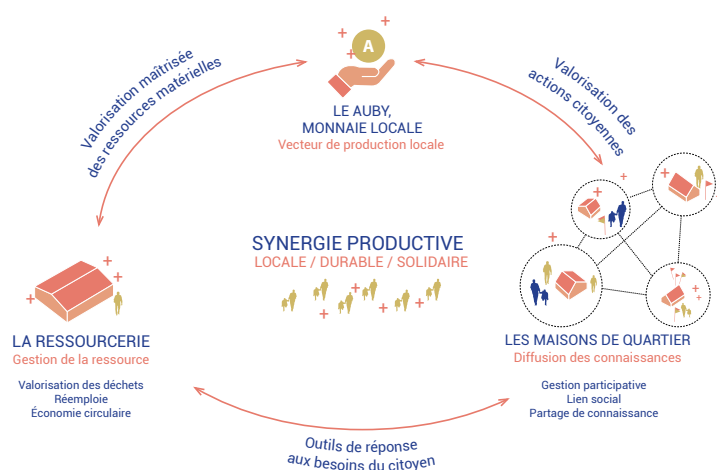 A
Valorisation maîtrisée
des ressources matérielles
Valorisation des
actions citoyennes
LE AUBY,
MONNAIE LOCALE
Vecteur de production locale
SYNERGIE PRODUCTIVE
LOCALE / DURABLE / SOLIDAIRE
LA RESSOURCERIE
Gestion de la ressource
Valorisation des déchets
Réemploie
Économie circulaire
LES MAISONS DE QUARTIER
Diffusion des connaissances
Gestion participative
Lien social
Partage de connaissance
Outils de réponse
aux besoins du citoyen